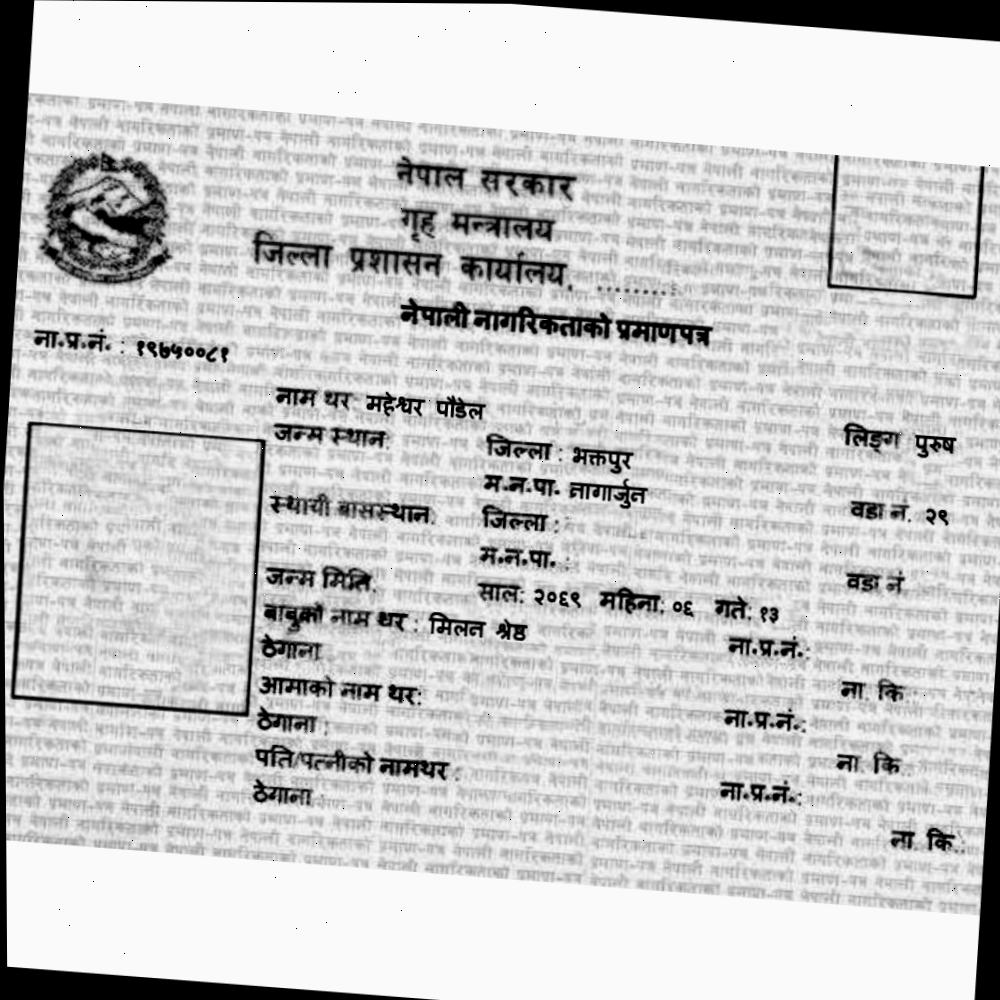 नेपाल सरकार
गृह मन्त्रालय
जिल्ला प्रशासन कार्यालय, .........
नेपाली नागरिकताको प्रमाणपत्र
ना.प्र.नं. : १९७५००८१
नाम थर महेश्वर पौडेल लिङ्ग पुरुष
जन्म स्थान: जिल्ला : भक्तपुर
म.न.पा. नागार्जुन वडा नं. २९
स्थायी बासस्थान: जिल्ला :
म.न.पा. : वडा नं
जन्म मिति: साल: २०६९ महिना: ०६ गते: १३
बाबुको नाम थर : मिलन श्रेष्ठ ना.प्र.नं.:
ठेगाना ना. कि :
आमाको नाम थर: ना.प्र.नं.:
ठेगाना : ना. कि.:
पति/पत्नीको नामथर : ना.प्र.नं.:
ठेगाना : ना. कि.: